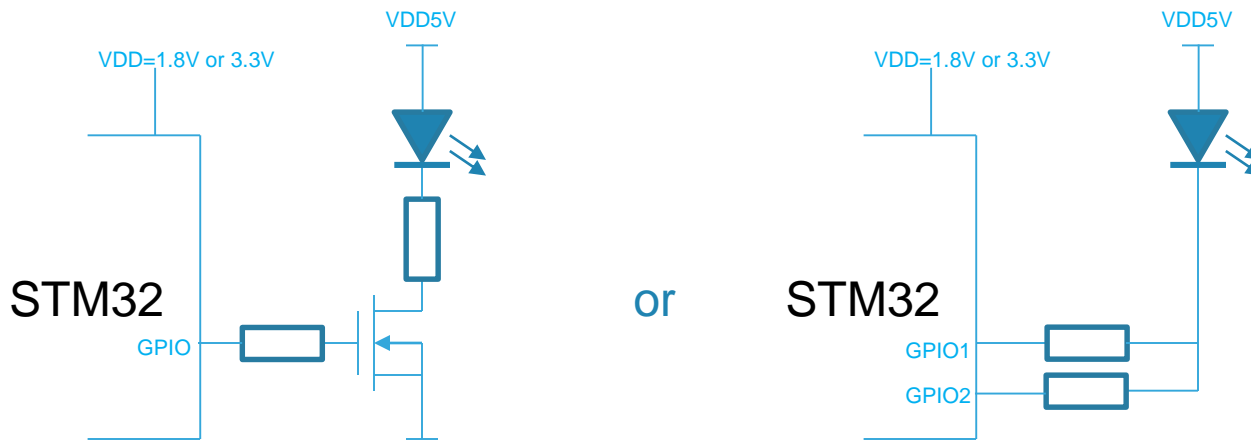 VDD5V
VDD=1.8V or 3.3V
STM32
GPIO
or
VDD5V
VDD=1.8V or 3.3V
STM32
GPIO1
GPIO2